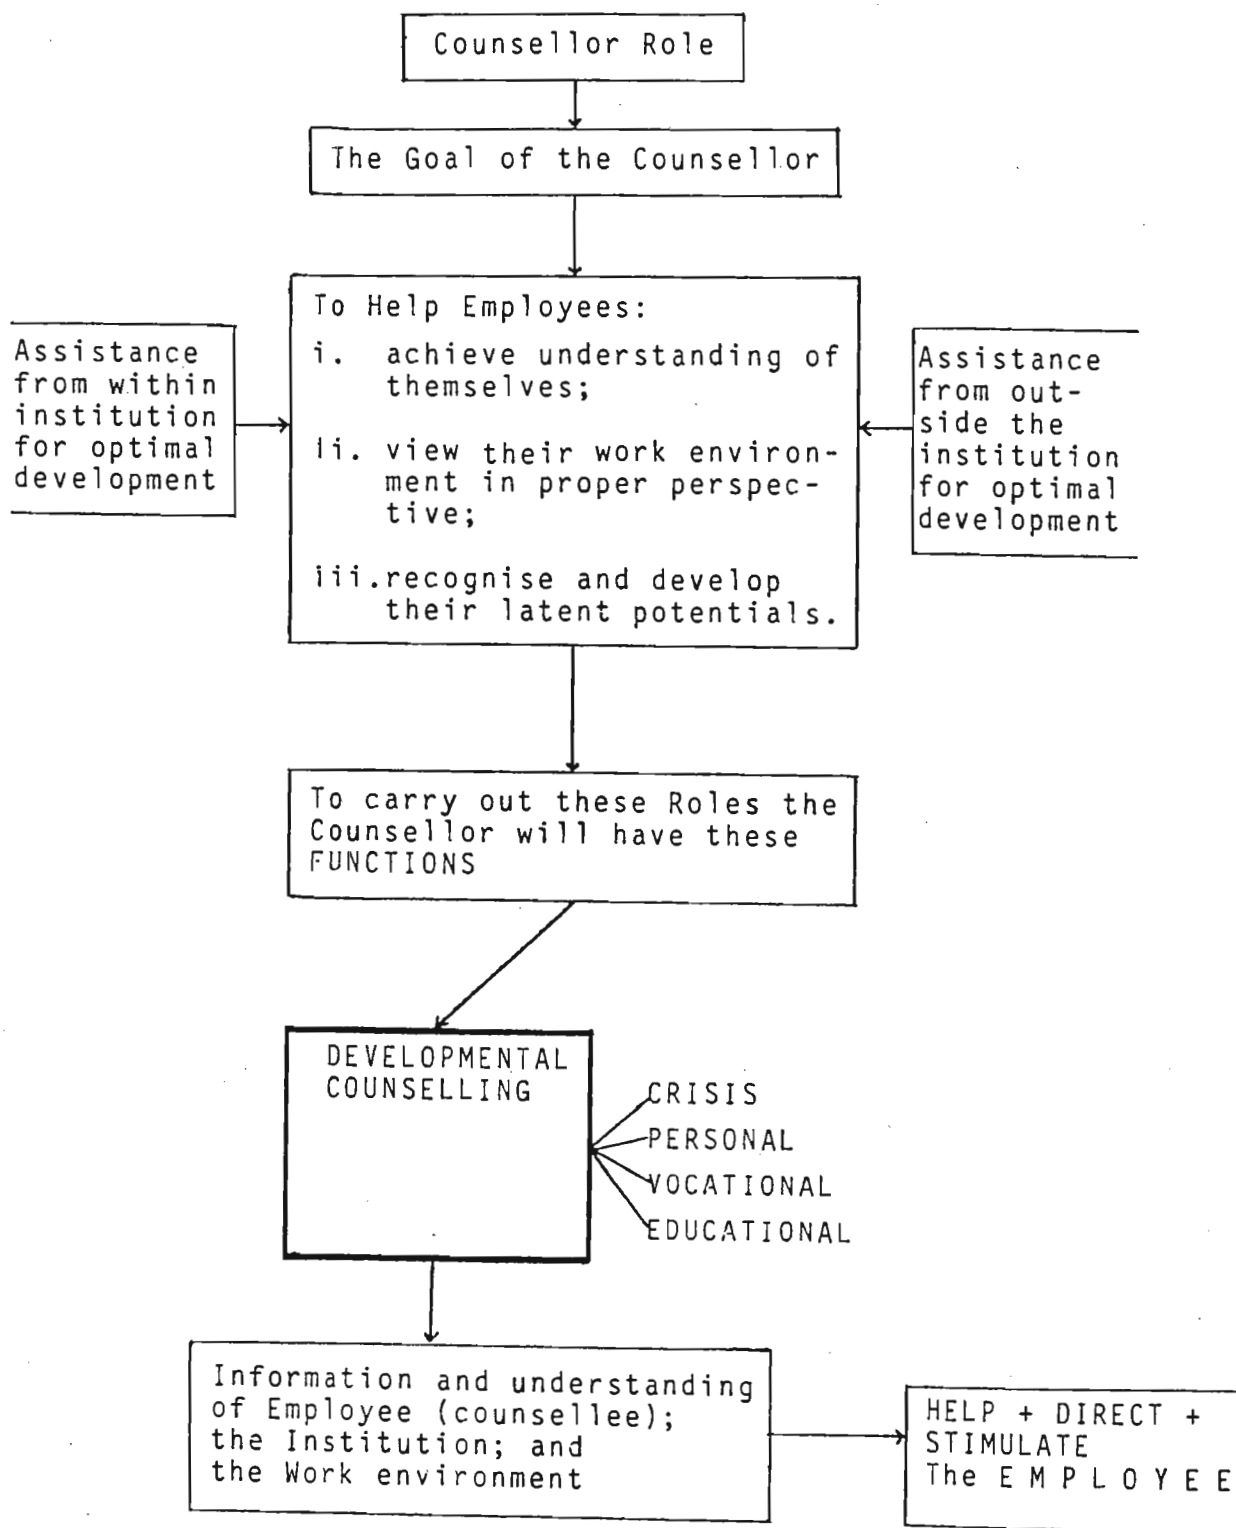 Counsellor Role
The Goal of the Counsellor
To Help Employees:
i. achieve understanding of
themselves;
ii. view their work environ-
ment in proper perspec-
tive;
iii. recognise and develop
their latent potentials.
Assistance
from within
institution
for optimal
development
Assistance
from out-
side the
institution
for optimal
development
To carry out these Roles the
Counsellor will have these
FUNCTIONS
DEVELOPMENTAL
COUNSELLING
CRISIS
PERSONAL
VOCATIONAL
EDUCATIONAL
Information and understanding
of Employee (counsellee);
the Institution; and
the Work environment
HELP + DIRECT +
STIMULATE
The E M P L O Y E E